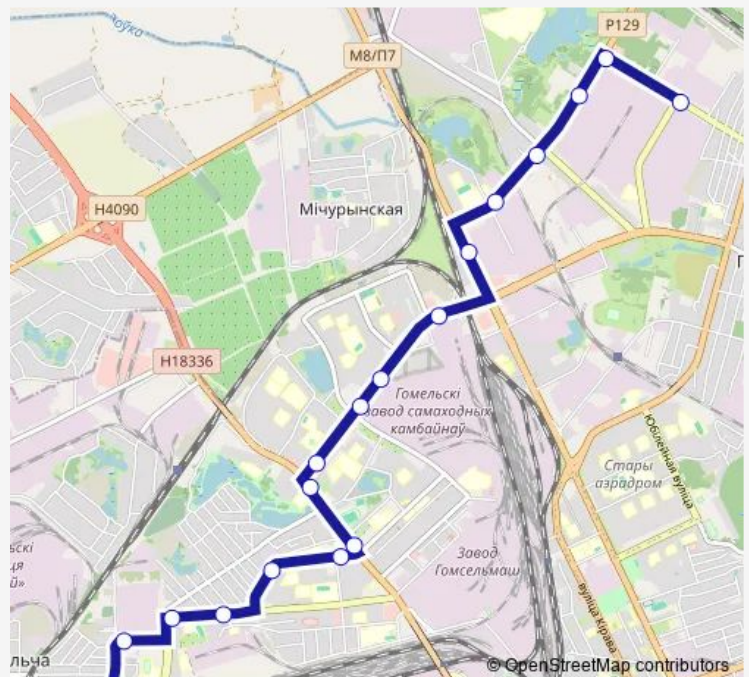 Р129
М8/П7
Мічурынская
Н4090
Н18336
Гомельскі
завод самаходных
камбайнаў
Юбілейная вуліца
Стары
аэрадром
Завод
Гомсельмаш
вуліца Кірава
льча
© OpenStreetMap contributors